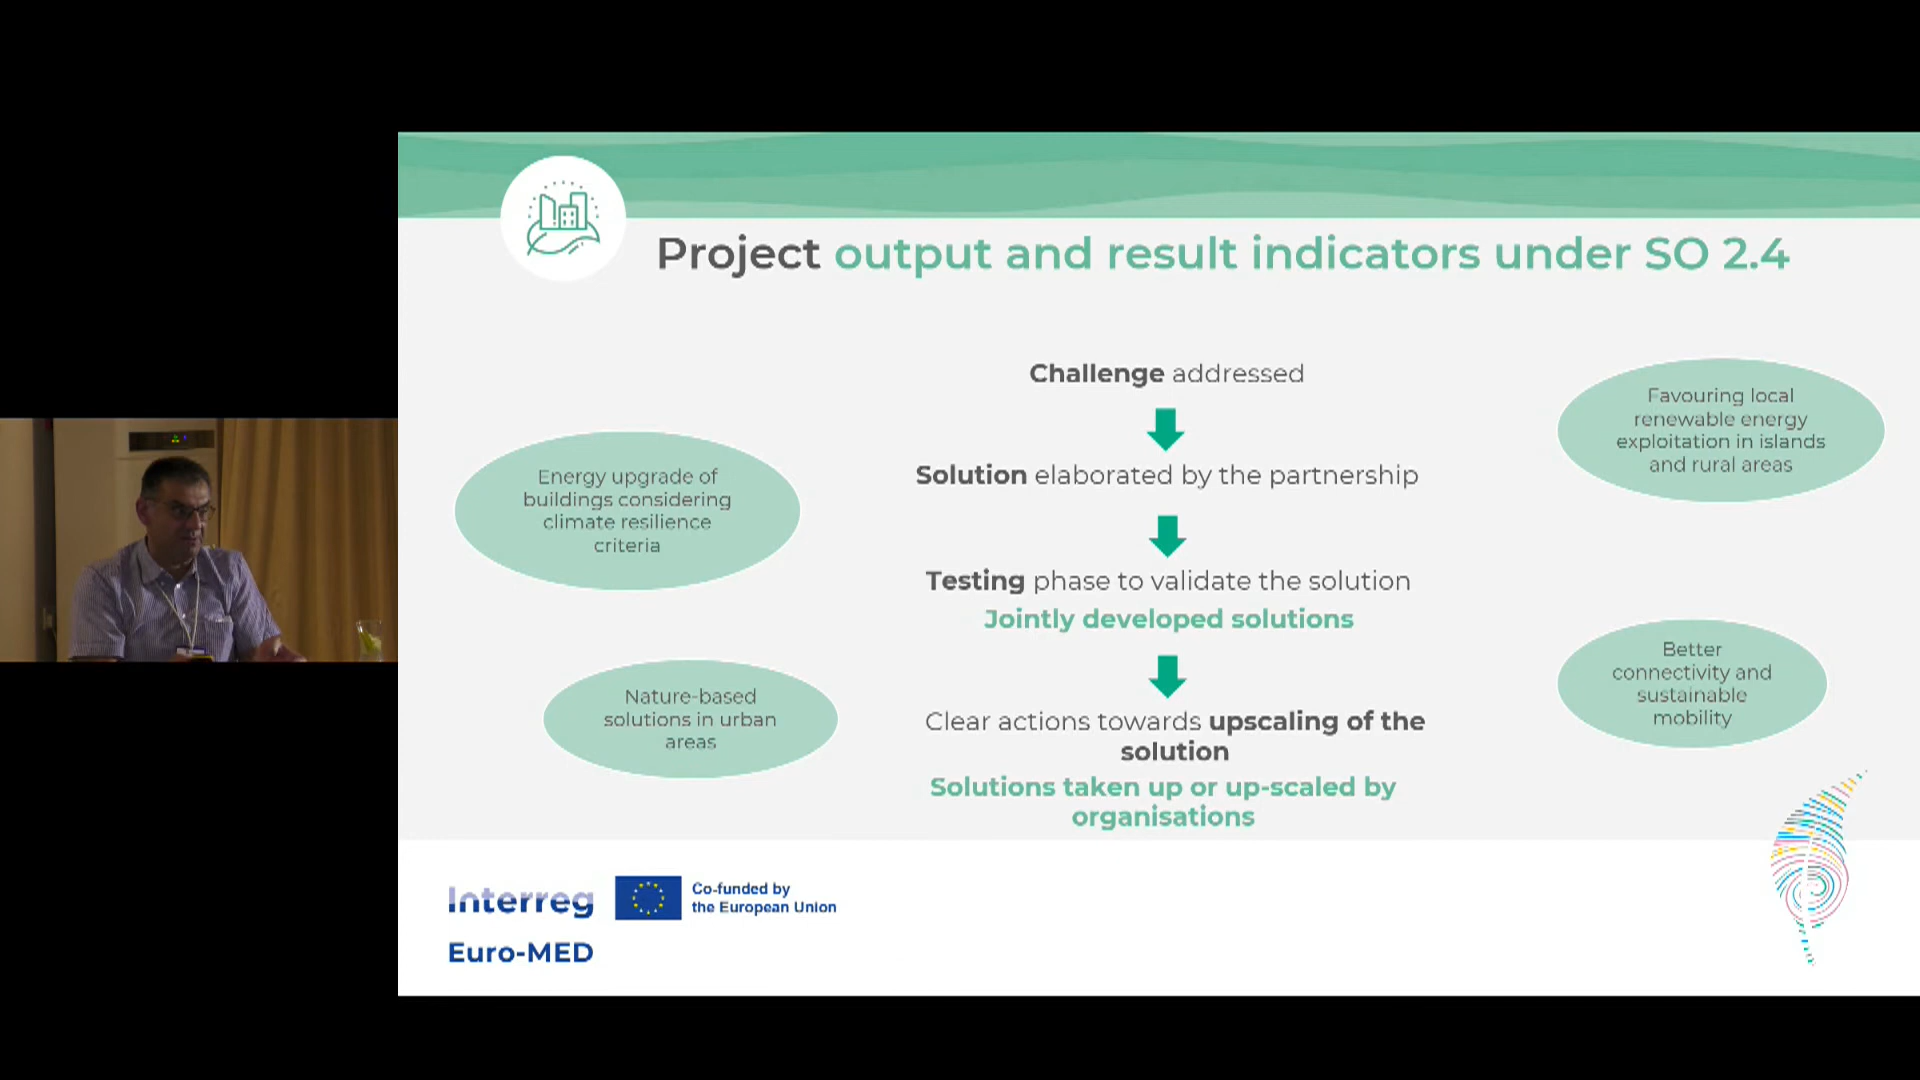 Project output and result indicators under SO 2.4
Challenge addressed
Solution elaborated by the partnership
Testing phase to validate the solution
Jointly developed solutions
Clear actions towards upscaling of the
solution
Solutions taken up or up-scaled by
organisations
Energy upgrade of
buildings considering
climate resilience
criteria
Nature-based
solutions in urban
areas
Favouring local
renewable energy
exploitation in islands
and rural areas
Better
connectivity and
sustainable
mobility
Interreg
Co-funded by
the European Union
Euro-MED